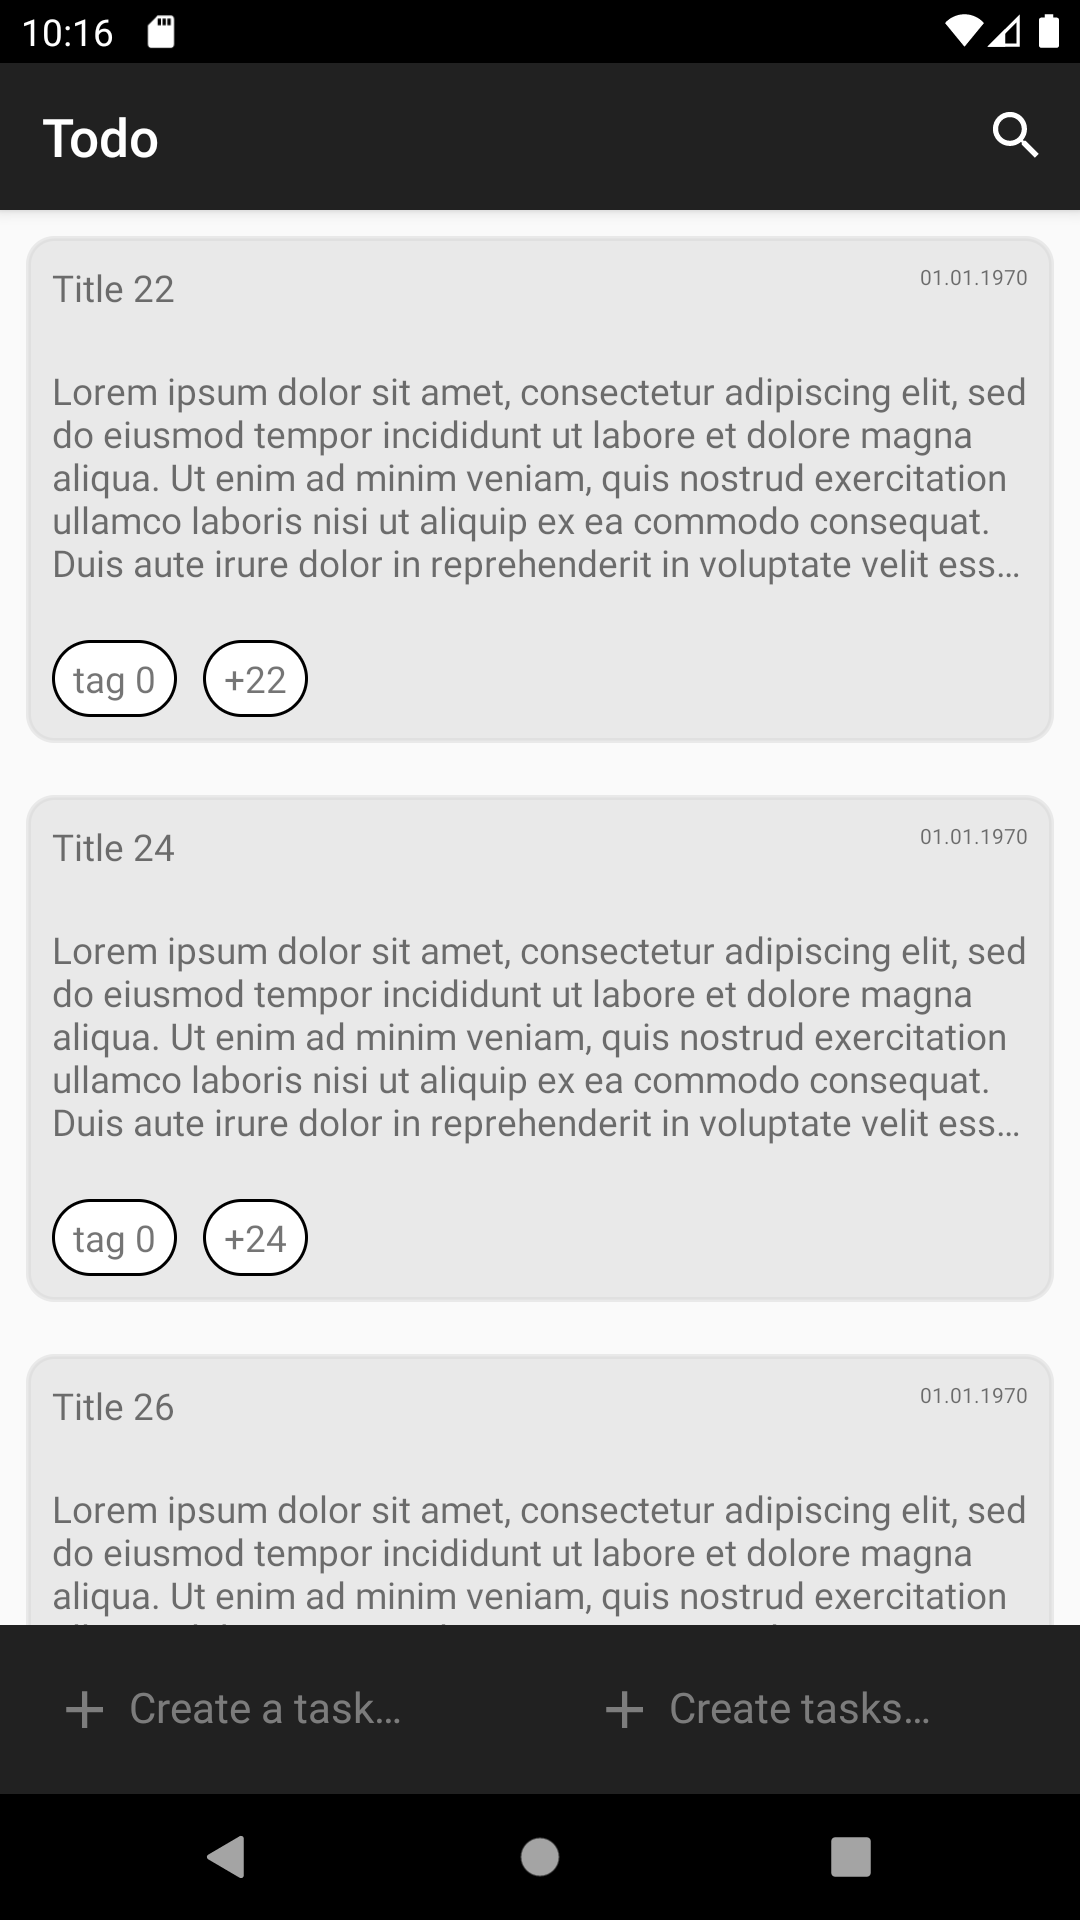 10:16
Todo
Title 22
01.01.1970
Lorem ipsum dolor sit amet, consectetur adipiscing elit, sed
do eiusmod tempor incididunt ut labore et dolore magna
aliqua. Ut enim ad minim veniam, quis nostrud exercitation
ullamco laboris nisi ut aliquip ex ea commodo consequat.
Duis aute irure dolor in reprehenderit in voluptate velit ess…
tag 0
+22
Title 24
01.01.1970
Lorem ipsum dolor sit amet, consectetur adipiscing elit, sed
do eiusmod tempor incididunt ut labore et dolore magna
aliqua. Ut enim ad minim veniam, quis nostrud exercitation
ullamco laboris nisi ut aliquip ex ea commodo consequat.
Duis aute irure dolor in reprehenderit in voluptate velit ess…
tag 0
+24
Title 26
01.01.1970
Lorem ipsum dolor sit amet, consectetur adipiscing elit, sed
do eiusmod tempor incididunt ut labore et dolore magna
aliqua. Ut enim ad minim veniam, quis nostrud exercitation
Create a task…
Create tasks…